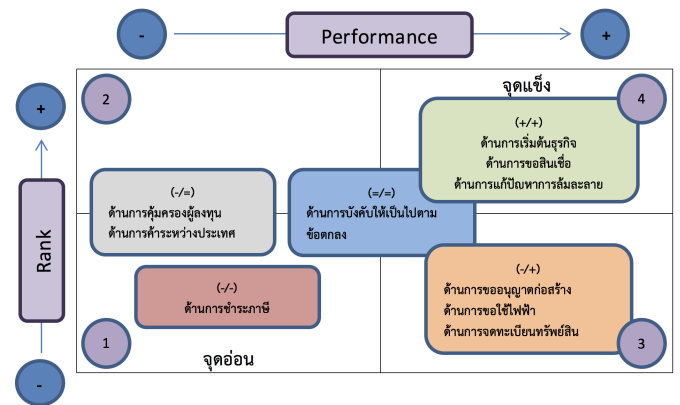 -
Performance
+
2
จุดแข็ง
4
+
(+/+)
ด้านการเริ่มต้นธุรกิจ
ด้านการขอสินเชื่อ
ด้านการแก้ปัญหาการล้มละลาย
(-/=)
ด้านการคุ้มครองผู้ลงทุน
ด้านการค้าระหว่างประเทศ
(=/=)
ด้านการบังคับให้เป็นไปตาม
ข้อตกลง
Rank
(-/-)
ด้านการชำระภาษี
(-/+)
ด้านการขออนุญาตก่อสร้าง
ด้านการขอใช้ไฟฟ้า
ด้านการจดทะเบียนทรัพย์สิน
1
จุดอ่อน
3
-